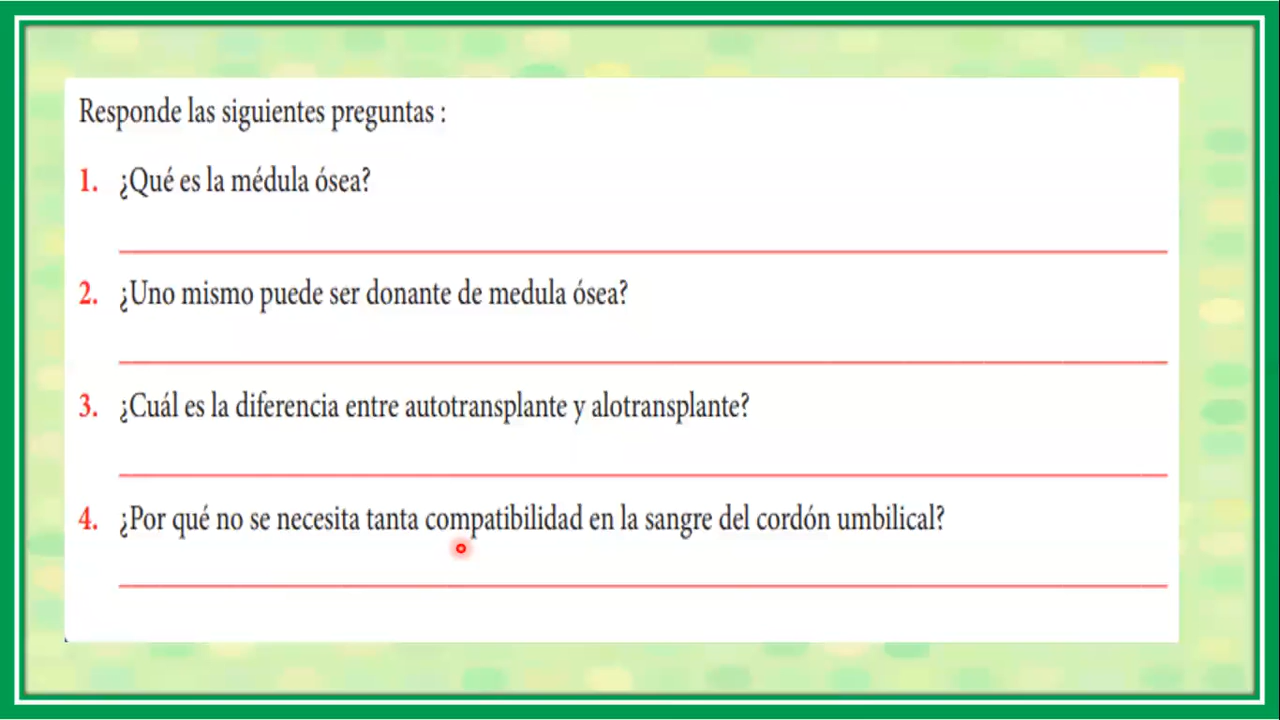 Responde las siguientes preguntas :
1. ¿Qué es la médula ósea?
2. ¿Uno mismo puede ser donante de medula ósea?
3. ¿Cuál es la diferencia entre autotransplante y alotransplante?
4. ¿Por qué no se necesita tanta compatibilidad en la sangre del cordón umbilical?